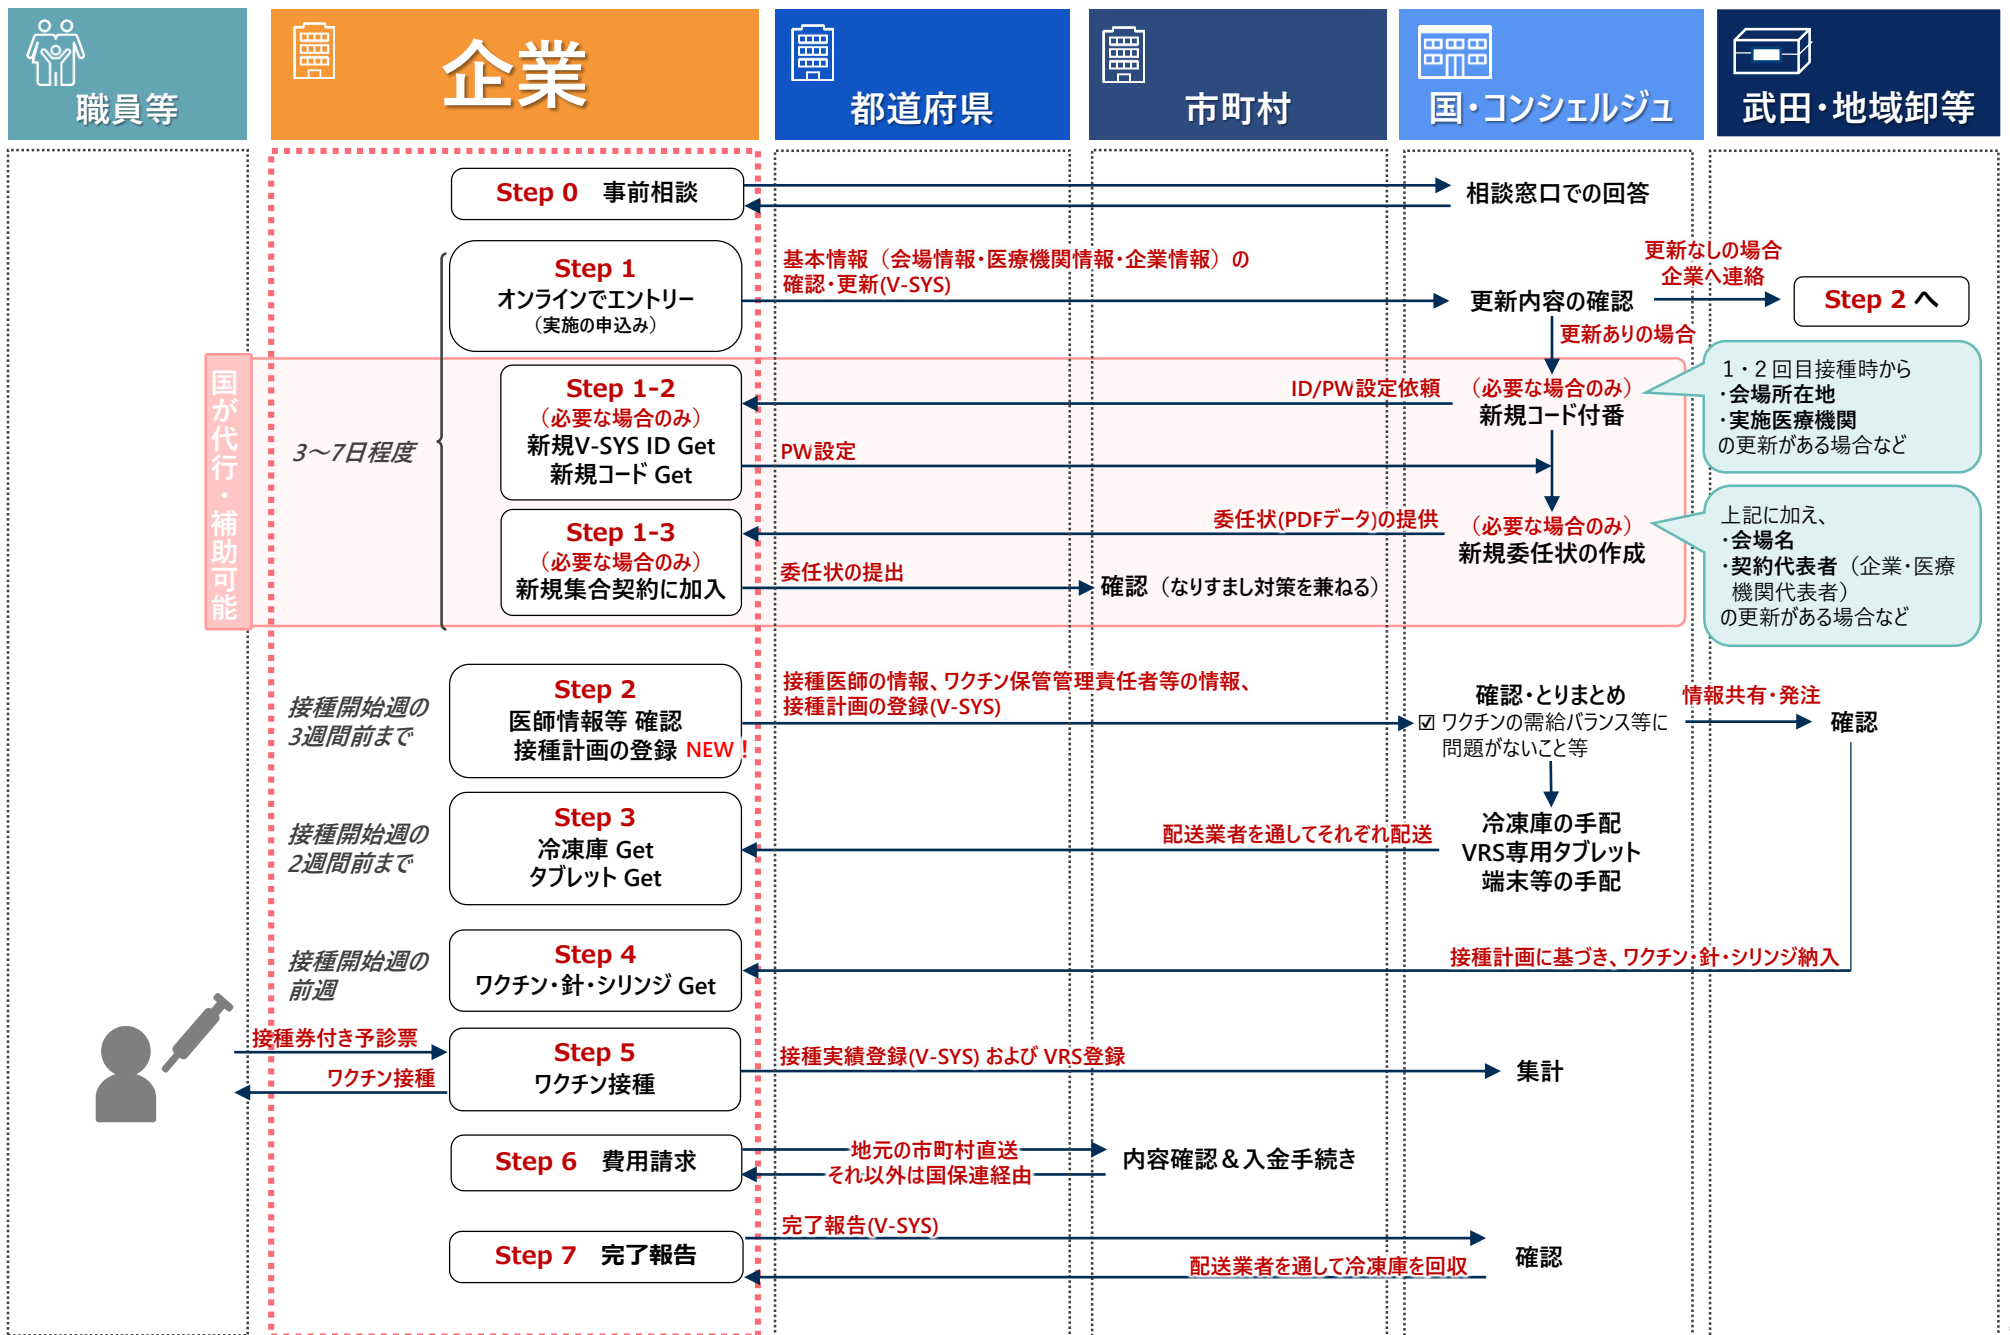 職員等
企業
都道府県
市町村
国・コンシェルジュ
武田・地域卸等
Step 0　事前相談
相談窓口での回答
Step 1
オンラインでエントリー
（実施の申込み）
基本情報（会場情報・医療機関情報・企業情報）の
確認・更新(V-SYS)
更新内容の確認
更新なしの場合
企業へ連絡
Step 2 へ
更新ありの場合
国が代行・補助可能
3～7日程度
Step 1-2
（必要な場合のみ）
新規V-SYS ID Get
新規コード Get
ID/PW設定依頼
（必要な場合のみ）
新規コード付番
PW設定
1・2回目接種時から
・会場所在地
・実施医療機関
の更新がある場合など
Step 1-3
（必要な場合のみ）
新規集合契約に加入
委任状(PDFデータ)の提供
（必要な場合のみ）
新規委任状の作成
委任状の提出
確認（なりすまし対策を兼ねる）
上記に加え、
・会場名
・契約代表者（企業・医療
機関代表者）
の更新がある場合など
接種開始週の
3週間前まで
Step 2
医師情報等 確認
接種計画の登録 NEW！
接種医師の情報、ワクチン保管管理責任者等の情報、
接種計画の登録(V-SYS)
確認・とりまとめ
☑ ワクチンの需給バランス等に
問題がないこと等
情報共有・発注
確認
接種開始週の
2週間前まで
Step 3
冷凍庫 Get
タブレット Get
配送業者を通してそれぞれ配送
冷凍庫の手配
VRS専用タブレット
端末等の手配
接種開始週の
前週
Step 4
ワクチン・針・シリンジ Get
接種計画に基づき、ワクチン・針・シリンジ納入
接種券付き予診票
ワクチン接種
Step 5
ワクチン接種
接種実績登録(V-SYS) および VRS登録
集計
Step 6　費用請求
地元の市町村直送
それ以外は国保連経由
内容確認＆入金手続き
Step 7　完了報告
完了報告(V-SYS)
配送業者を通して冷凍庫を回収
確認